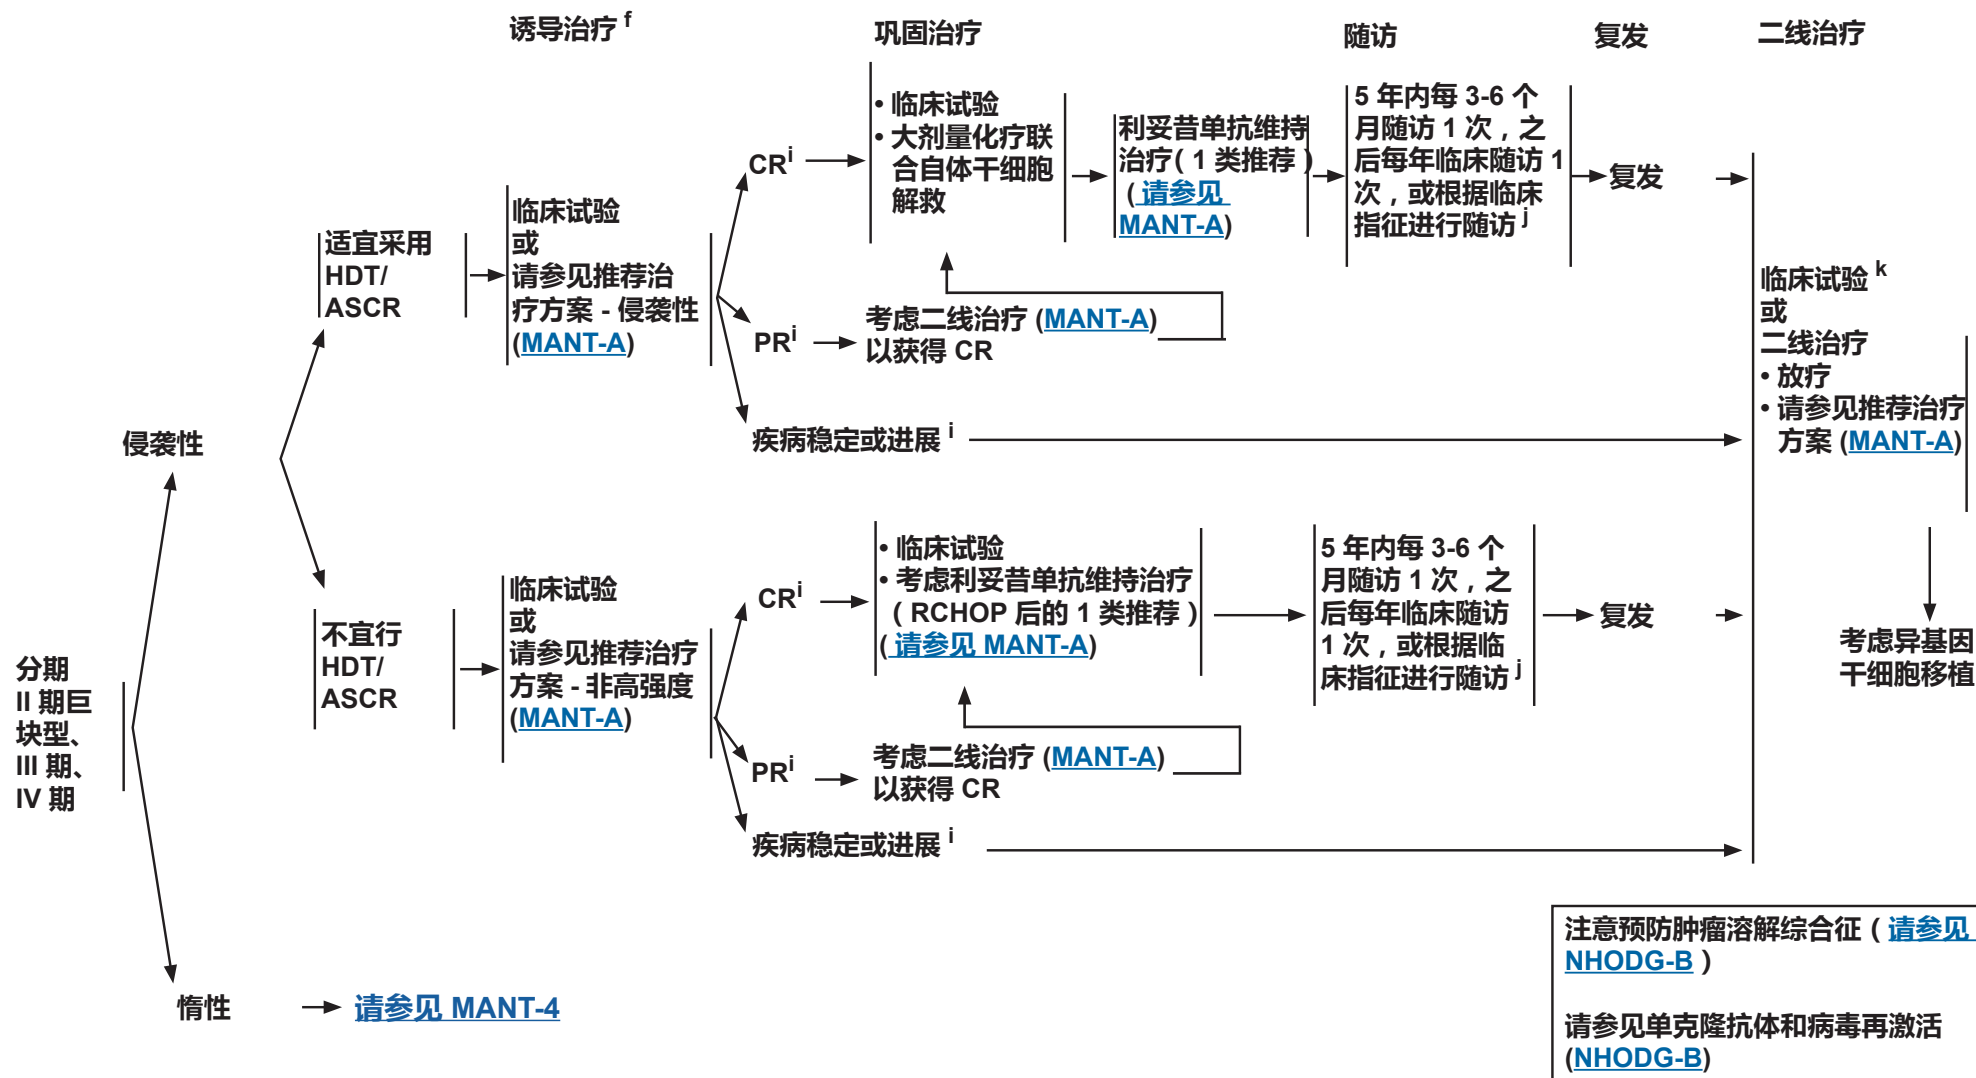 诱导治疗 f
巩固治疗
随访
复发
二线治疗
分期
II 期巨
块型、
III 期、
IV 期
侵袭性
适宜采用
HDT/
ASCR
临床试验
或
请参见推荐治
疗方案 - 侵袭性
(MANT-A)
CRi
• 临床试验
• 大剂量化疗联
合自体干细胞
解救
利妥昔单抗维持
治疗( 1 类推荐 )
( 请参见
MANT-A)
5 年内每 3-6 个
月随访 1 次，之
后每年临床随访 1
次，或根据临床
指征进行随访 j
复发
PRi
考虑二线治疗 (MANT-A)
以获得 CR
疾病稳定或进展 i
不宜行
HDT/
ASCR
临床试验
或
请参见推荐治疗
方案 - 非高强度
(MANT-A)
CRi
• 临床试验
• 考虑利妥昔单抗维持治疗
( RCHOP 后的 1 类推荐 )
( 请参见 MANT-A)
5 年内每 3-6 个
月随访 1 次，之
后每年临床随访
1 次，或根据临
床指征进行随访 j
复发
PRi
考虑二线治疗 (MANT-A)
以获得 CR
疾病稳定或进展 i
临床试验 k
或
二线治疗
• 放疗
• 请参见推荐治疗
方案 (MANT-A)
考虑异基因
干细胞移植
惰性
请参见 MANT-4
注意预防肿瘤溶解综合征 ( 请参见
NHODG-B )
请参见单克隆抗体和病毒再激活
(NHODG-B)